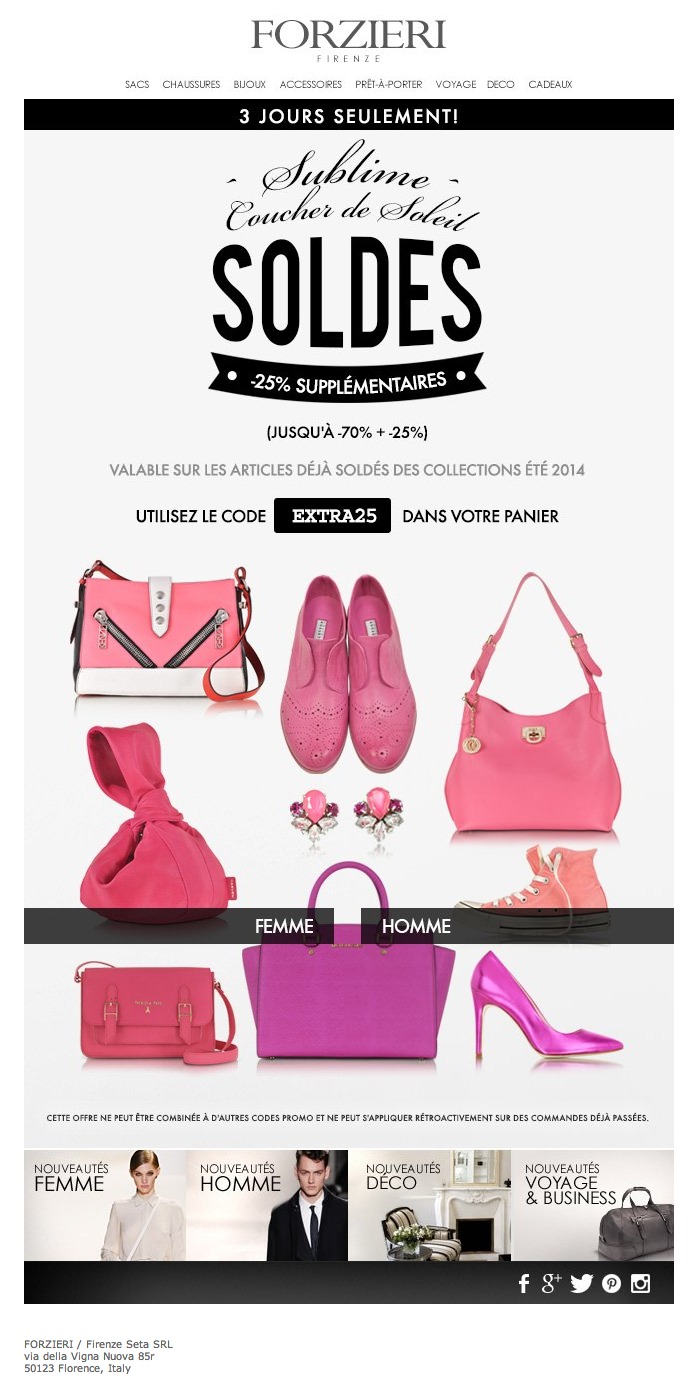 FORZIERI
FIRENZE
SACS CHAUSSURES BIJOUX ACCESSOIRES PRÊT-À-PORTER VOYAGE DECO CADEAUX
3 JOURS SEULEMENT!
- Sublime -
Coucher de Soleil
SOLDES
• -25% SUPPLÉMENTAIRES •
(JUSQU'À -70% + -25%)
VALABLE SUR LES ARTICLES DÉJÀ SOLDÉS DES COLLECTIONS ÉTÉ 2014
UTILISEZ LE CODE EXTRA25 DANS VOTRE PANIER
FEMME HOMME
CETTE OFFRE NE PEUT ÊTRE COMBINÉE À D'AUTRES CODES PROMO ET NE PEUT S'APPLIQUER RÉTROACTIVEMENT SUR DES COMMANDES DÉJÀ PASSÉES.
NOUVEAUTÉS
FEMME
NOUVEAUTÉS
HOMME
NOUVEAUTÉS
DÉCO
NOUVEAUTÉS
VOYAGE
& BUSINESS
FORZIERI / Firenze Seta SRL
via della Vigna Nuova 85r
50123 Florence, Italy